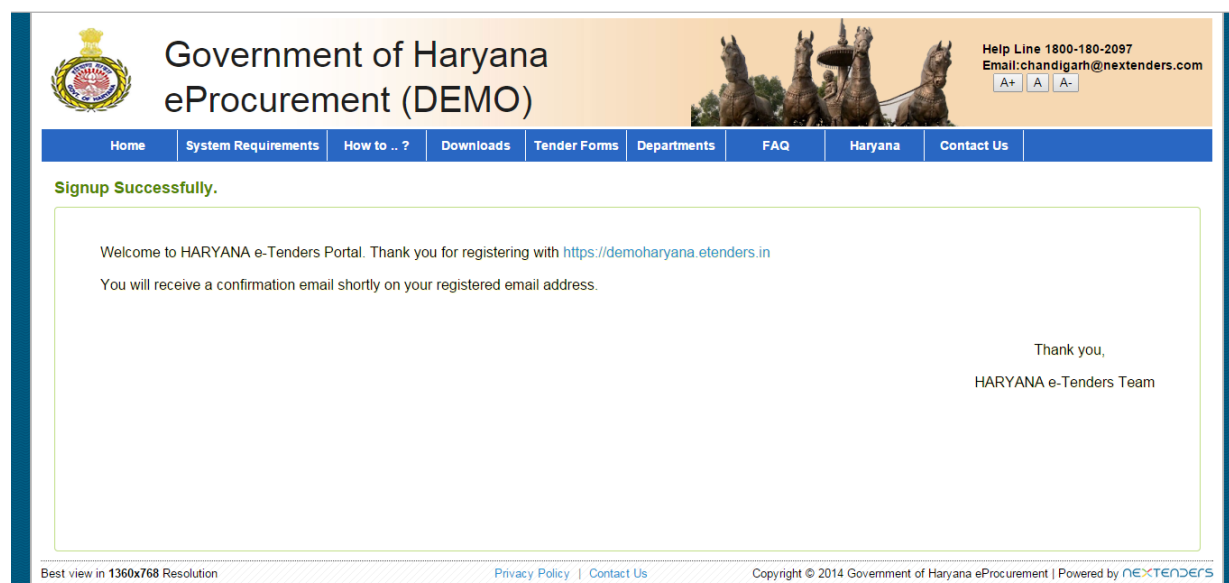 Government of Haryana
eProcurement (DEMO)
Help Line 1800-180-2097
Email:chandigarh@nextenders.com
A+ A A-
Home System Requirements How to .. ? Downloads Tender Forms Departments FAQ Haryana Contact Us
Signup Successfully.
Welcome to HARYANA e-Tenders Portal. Thank you for registering with https://demoharyana.etenders.in
You will receive a confirmation email shortly on your registered email address.
Thank you,
HARYANA e-Tenders Team
Best view in 1360x768 Resolution Privacy Policy | Contact Us Copyright © 2014 Government of Haryana eProcurement | Powered by NEXTENDERS